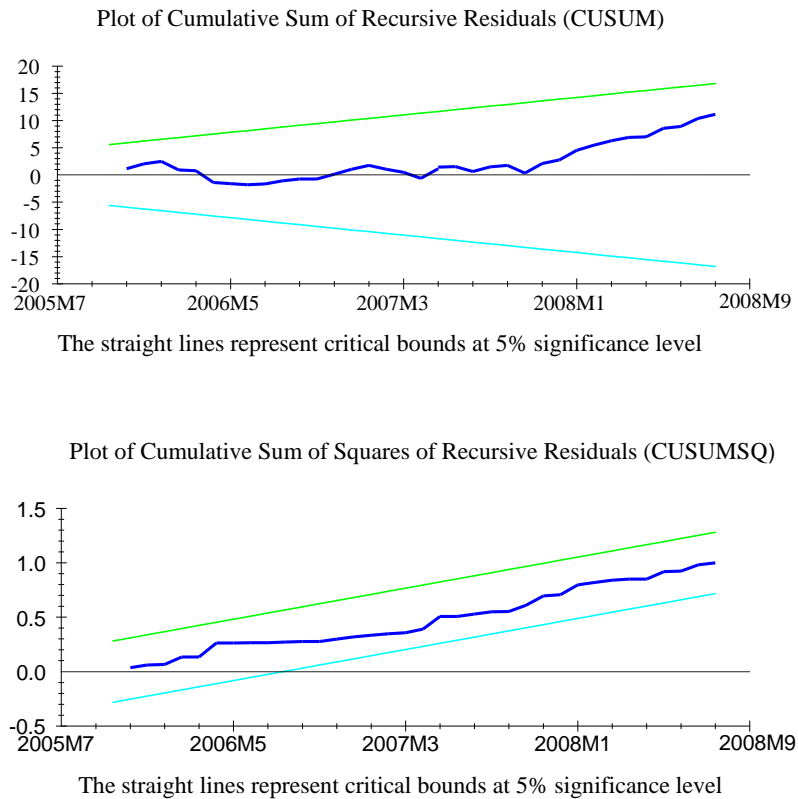 Plot of Cumulative Sum of Recursive Residuals (CUSUM)
20
15
10
5
0
-5
-10
-15
-20
2005M7 2006M5 2007M3 2008M1 2008M9
The straight lines represent critical bounds at 5% significance level
Plot of Cumulative Sum of Squares of Recursive Residuals (CUSUMSQ)
1.5
1.0
0.5
0.0
-0.5
2005M7 2006M5 2007M3 2008M1 2008M9
The straight lines represent critical bounds at 5% significance level